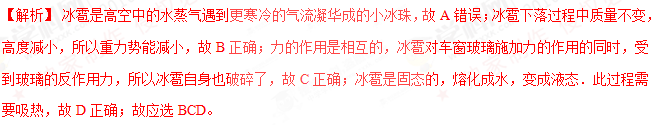 【解析】 冰雹是高空中的水蒸气遇到更寒冷的气流凝华成的小冰珠，故 A 错误；冰雹下落过程中质量不变，
高度减小，所以重力势能减小，故 B 正确；力的作用是相互的，冰雹对车窗玻璃施加力的作用的同时，受
到玻璃的反作用力，所以冰雹自身也破碎了，故 C 正确；冰雹是固态的，熔化成水，变成液态．此过程需
要吸热，故 D 正确；故应选 BCD。